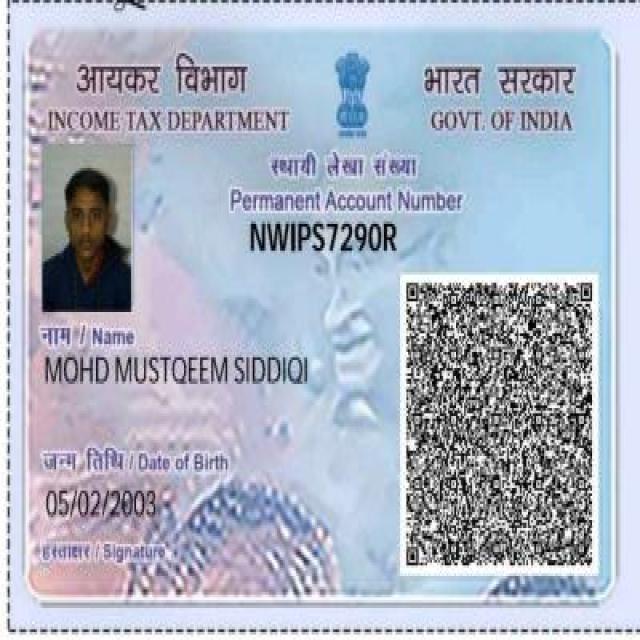 आयकर विभाग
INCOME TAX DEPARTMENT
भारत सरकार
GOVT. OF INDIA
स्थायी लेखा संख्या
Permanent Account Number
NWIPS7290R
नाम / Name
MOHD MUSTQEEM SIDDIQI
जन्म तिथि / Date of Birth
05/02/2003
हस्ताक्षर / Signature